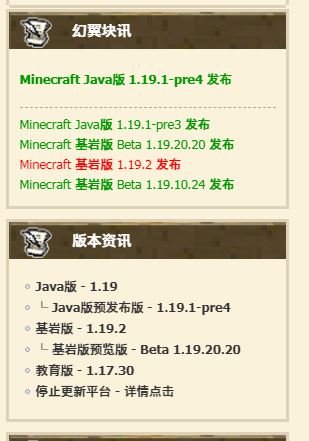 幻翼块讯
Minecraft Java版 1.19.1-pre4 发布
Minecraft Java版 1.19.1-pre3 发布
Minecraft 基岩版 Beta 1.19.20.20 发布
Minecraft 基岩版 1.19.2 发布
Minecraft 基岩版 Beta 1.19.10.24 发布
版本资讯
Java版 - 1.19
└ Java版预发布版 - 1.19.1-pre4
基岩版 - 1.19.2
└ 基岩版预览版 - Beta 1.19.20.20
教育版 - 1.17.30
停止更新平台 - 详情点击